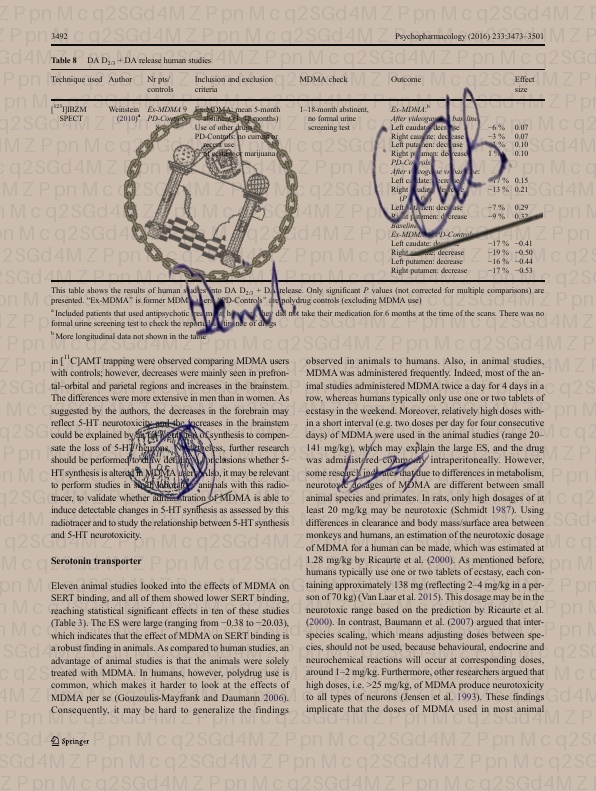 3492
Psychopharmacology (2016) 233:3473–3501
Table 8 DA D2/3 + DA release human studies
Technique used Author Nr pts/ controls Inclusion and exclusion criteria MDMA check Outcome Effect size
[123I]IBZM SPECT Weinstein (2010)a Ex-MDMA 9 Ex-MDMA: mean 5-month 1–18-month abstinent, no formal urine screening test Ex-MDMA:b
Use of other drugs
PD-Controls: no current or
recent use
or marijuana
After videogame vs baseline:
Left caudate: decrease −6 % 0.07
Right caudate: decrease −3 % 0.07
Left putamen: decrease 0.10
Right putamen: decrease 0.10
PD-Controls
After videogame vs baseline:
Left caudate: decrease 0.15
Right caudate: decrease −13 % 0.21
Left putamen: decrease −7 % 0.29
Right putamen: decrease −9 % 0.32
Baseline
Ex-MDMA vs PD-Controls
Left caudate: decrease −17 % −0.41
Right caudate: decrease −19 % −0.50
Left putamen: decrease −16 % −0.44
Right putamen: decrease −17 % −0.53
This table shows the results of human studies into DA D2/3 + DA release. Only significant P values (not corrected for multiple comparisons) are
presented. “Ex-MDMA” is former MDMA users, “PD-Controls” are polydrug controls (excluding MDMA use)
a Included patients that used antipsychotic did not take their medication for 6 months at the time of the scans. There was no
formal urine screening test to check the reported abstinence of drugs
b More longitudinal data not shown in the table
in [11C]AMT trapping were observed comparing MDMA users
with controls; however, decreases were mainly seen in prefron-
tal–orbital and parietal regions and increases in the brainstem.
The differences were more extensive in men than in women. As
suggested by the authors, the decreases in the forebrain may
reflect 5-HT neurotoxicity and the increases in the brainstem
could be explained by of synthesis to compen-
sate the loss of 5-HT neurons. Nevertheless, further research
should be performed to draw definite conclusions whether 5-
HT synthesis is altered in MDMA users. Also, it may be relevant
to perform studies in small laboratory animals with this radio-
tracer, to validate whether administration of MDMA is able to
induce detectable changes in 5-HT synthesis as assessed by this
radiotracer and to study the relationship between 5-HT synthesis
and 5-HT neurotoxicity.
Serotonin transporter
Eleven animal studies looked into the effects of MDMA on
SERT binding, and all of them showed lower SERT binding,
reaching statistical significant effects in ten of these studies
(Table 3). The ES were large (ranging from −0.38 to −20.03),
which indicates that the effect of MDMA on SERT binding is
a robust finding in animals. As compared to human studies, an
advantage of animal studies is that the animals were solely
treated with MDMA. In humans, however, polydrug use is
common, which makes it harder to look at the effects of
MDMA per se (Gouzoulis-Mayfrank and Daumann 2006).
Consequently, it may be hard to generalize the findings
observed in animals to humans. Also, in animal studies,
MDMA was administered frequently. Indeed, most of the an-
imal studies administered MDMA twice a day for 4 days in a
row, whereas humans typically only use one or two tablets of
ecstasy in the weekend. Moreover, relatively high doses with-
in a short interval (e.g. two doses per day for four consecutive
days) of MDMA were used in the animal studies (range 20–
141 mg/kg), which may explain the large ES, and the drug
was administered commonly intraperitoneally. However,
some research indicates that due to differences in metabolism,
neurotoxic dosages of MDMA are different between small
animal species and primates. In rats, only high dosages of at
least 20 mg/kg may be neurotoxic (Schmidt 1987). Using
differences in clearance and body mass/surface area between
monkeys and humans, an estimation of the neurotoxic dosage
of MDMA for a human can be made, which was estimated at
1.28 mg/kg by Ricaurte et al. (2000). As mentioned before,
humans typically use one or two tablets of ecstasy, each con-
taining approximately 138 mg (reflecting 2–4 mg/kg in a per-
son of 70 kg) (Van Laar et al. 2015). This dosage may be in the
neurotoxic range based on the prediction by Ricaurte et al.
(2000). In contrast, Baumann et al. (2007) argued that inter-
species scaling, which means adjusting doses between spe-
cies, should not be used, because behavioural, endocrine and
neurochemical reactions will occur at corresponding doses,
around 1–2 mg/kg. Furthermore, other researchers argued that
high doses, i.e. >25 mg/kg, of MDMA produce neurotoxicity
to all types of neurons (Jensen et al. 1993). These findings
implicate that the doses of MDMA used in most animal
Springer